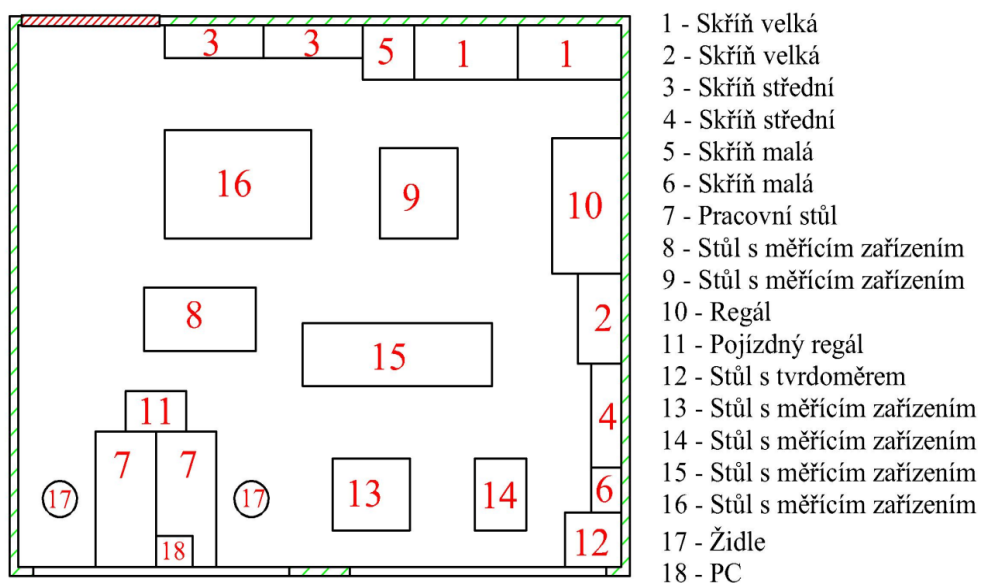 3 3 5 1 1
16 9 10
8 2
15
11 4
7 7
17 17 13 14 6
18 12
1 - Skříň velká
2 - Skříň velká
3 - Skříň střední
4 - Skříň střední
5 - Skříň malá
6 - Skříň malá
7 - Pracovní stůl
8 - Stůl s měřícím zařízením
9 - Stůl s měřícím zařízením
10 - Regál
11 - Pojízdný regál
12 - Stůl s tvrdoměrem
13 - Stůl s měřícím zařízením
14 - Stůl s měřícím zařízením
15 - Stůl s měřícím zařízením
16 - Stůl s měřícím zařízením
17 - Židle
18 - PC